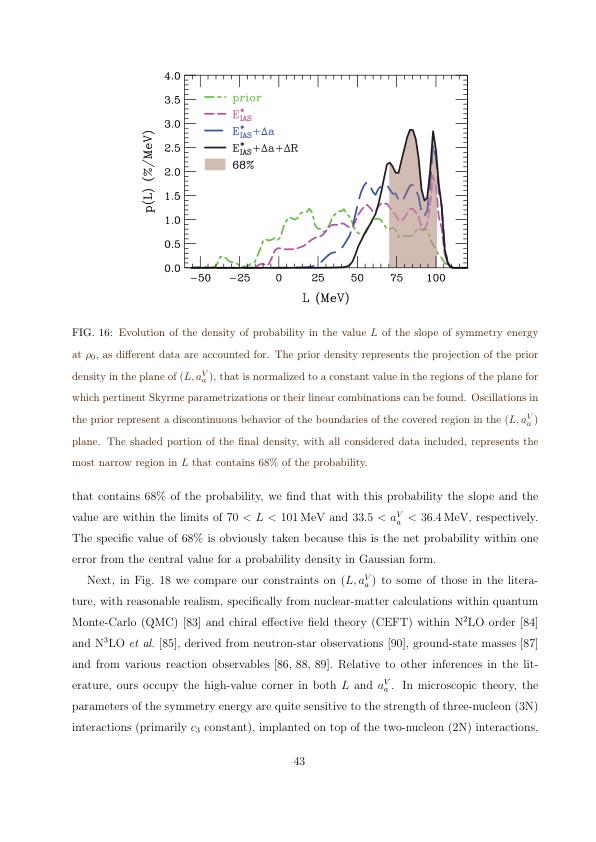 4.0
3.5
3.0
2.5
2.0
1.5
1.0
0.5
0.0
p(L) (%/MeV)
prior
E*IAS
E*IAS+Δa
E*IAS+Δa+ΔR
68%
−50 −25 0 25 50 75 100
L (MeV)
FIG. 16: Evolution of the density of probability in the value L of the slope of symmetry energy
at ρ₀, as different data are accounted for. The prior density represents the projection of the prior
density in the plane of (L, a_a^V), that is normalized to a constant value in the regions of the plane for
which pertinent Skyrme parametrizations or their linear combinations can be found. Oscillations in
the prior represent a discontinuous behavior of the boundaries of the covered region in the (L, a_a^V)
plane. The shaded portion of the final density, with all considered data included, represents the
most narrow region in L that contains 68% of the probability.
that contains 68% of the probability, we find that with this probability the slope and the
value are within the limits of 70 < L < 101 MeV and 33.5 < a_a^V < 36.4 MeV, respectively.
The specific value of 68% is obviously taken because this is the net probability within one
error from the central value for a probability density in Gaussian form.
Next, in Fig. 18 we compare our constraints on (L, a_a^V) to some of those in the litera-
ture, with reasonable realism, specifically from nuclear-matter calculations within quantum
Monte-Carlo (QMC) [83] and chiral effective field theory (CEFT) within N²LO order [84]
and N³LO et al. [85], derived from neutron-star observations [90], ground-state masses [87]
and from various reaction observables [86, 88, 89]. Relative to other inferences in the lit-
erature, ours occupy the high-value corner in both L and a_a^V. In microscopic theory, the
parameters of the symmetry energy are quite sensitive to the strength of three-nucleon (3N)
interactions (primarily c₃ constant), implanted on top of the two-nucleon (2N) interactions,
43